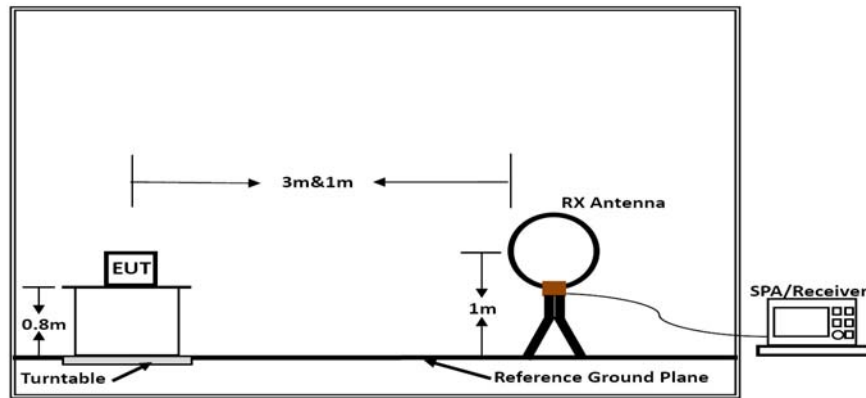 3m&1m
RX Antenna
EUT
SPA/Receiver
0.8m
1m
Turntable
Reference Ground Plane